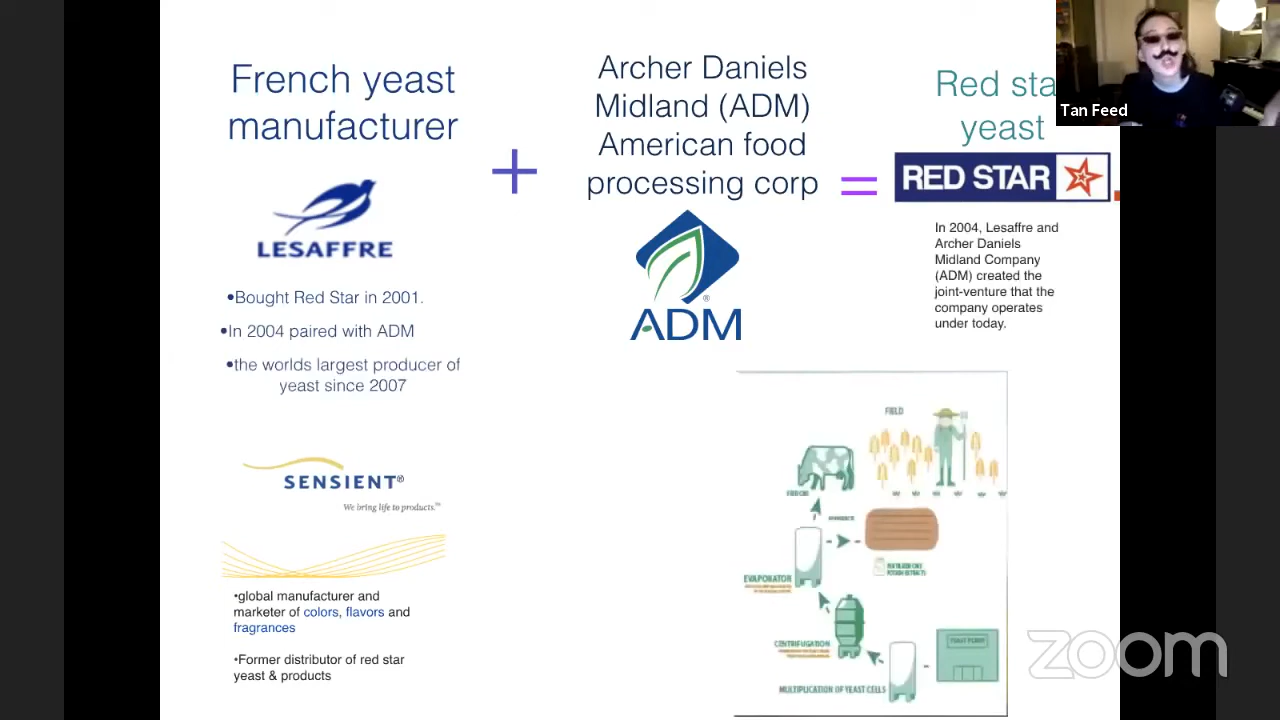 French yeast
manufacturer
LESAFFRE
•Bought Red Star in 2001.
•In 2004 paired with ADM
•the worlds largest producer of
yeast since 2007
SENSIENT®
We bring life to products.™
•global manufacturer and
marketer of colors, flavors and
fragrances
•Former distributor of red star
yeast & products
+
Archer Daniels
Midland (ADM)
American food
processing corp
®
ADM
=
Red sta
yeast
RED STAR
In 2004, Lesaffre and
Archer Daniels
Midland Company
(ADM) created the
joint-venture that the
company operates
under today.
FIELD
EVAPORATOR
CENTRIFUGATION
YEAST PLANT
MULTIPLICATION OF YEAST CELLS
Tan Feed
zoom